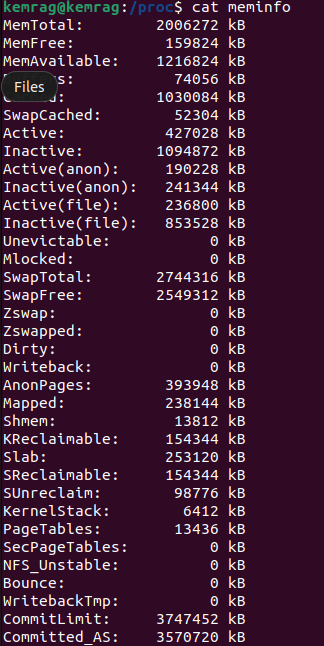 kemrag@kemrag:/proc$ cat meminfo
MemTotal: 2006272 kB
MemFree: 159824 kB
MemAvailable: 1216824 kB
74056 kB
Files
1030084 kB
SwapCached: 52304 kB
Active: 427028 kB
Inactive: 1094872 kB
Active(anon): 190228 kB
Inactive(anon): 241344 kB
Active(file): 236800 kB
Inactive(file): 853528 kB
Unevictable: 0 kB
Mlocked: 0 kB
SwapTotal: 2744316 kB
SwapFree: 2549312 kB
Zswap: 0 kB
Zswapped: 0 kB
Dirty: 0 kB
Writeback: 0 kB
AnonPages: 393948 kB
Mapped: 238144 kB
Shmem: 13812 kB
KReclaimable: 154344 kB
Slab: 253120 kB
SReclaimable: 154344 kB
SUnreclaim: 98776 kB
KernelStack: 6412 kB
PageTables: 13436 kB
SecPageTables: 0 kB
NFS_Unstable: 0 kB
Bounce: 0 kB
WritebackTmp: 0 kB
CommitLimit: 3747452 kB
Committed_AS: 3570720 kB